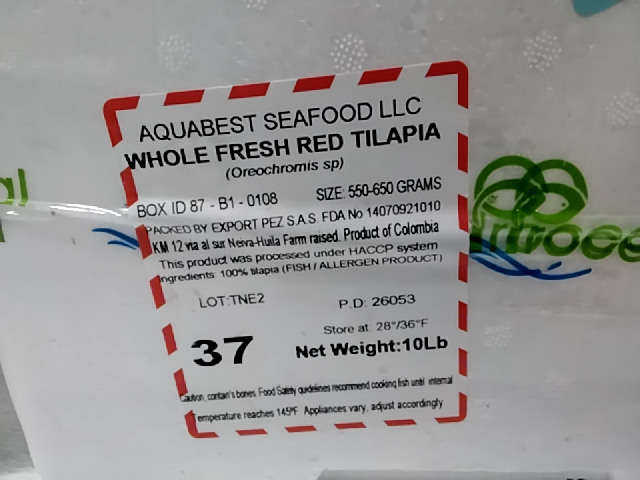 AQUABEST SEAFOOD LLC
WHOLE FRESH RED TILAPIA
(Oreochromis sp)
BOX ID 87 - B1 - 0108 SIZE: 550-650 GRAMS
PACKED BY EXPORT PEZ S.A.S. FDA No 14070921010
KM 12 via al sur Neiva-Huila Farm raised. Product of Colombia
This product was processed under HACCP system
Ingredients: 100% tilapia (FISH / ALLERGEN PRODUCT)
LOT:TNE2 P.D: 26053
Store at 28°/36°F
37 Net Weight:10Lb
Caution, contain's bones. Food Safety guidelines recommend cooking fish until internal
Temperature reaches 145ºF. Appliances vary, adjust accordingly